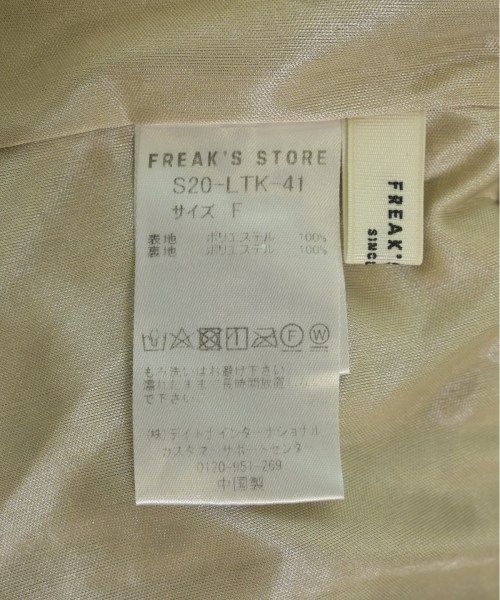 FREAK'S STORE
S20-LTK-41
サイズ F
表地 ポリエステル 100%
裏地 ポリエステル 100%
もみ洗いはお避け下さい
濡れたままで長時間放置し
ないで下さい。
(株)デイトナインターナショナル
カスタマーサポートセンター
0120-951-269
中国製
FREAK'S
SINCE